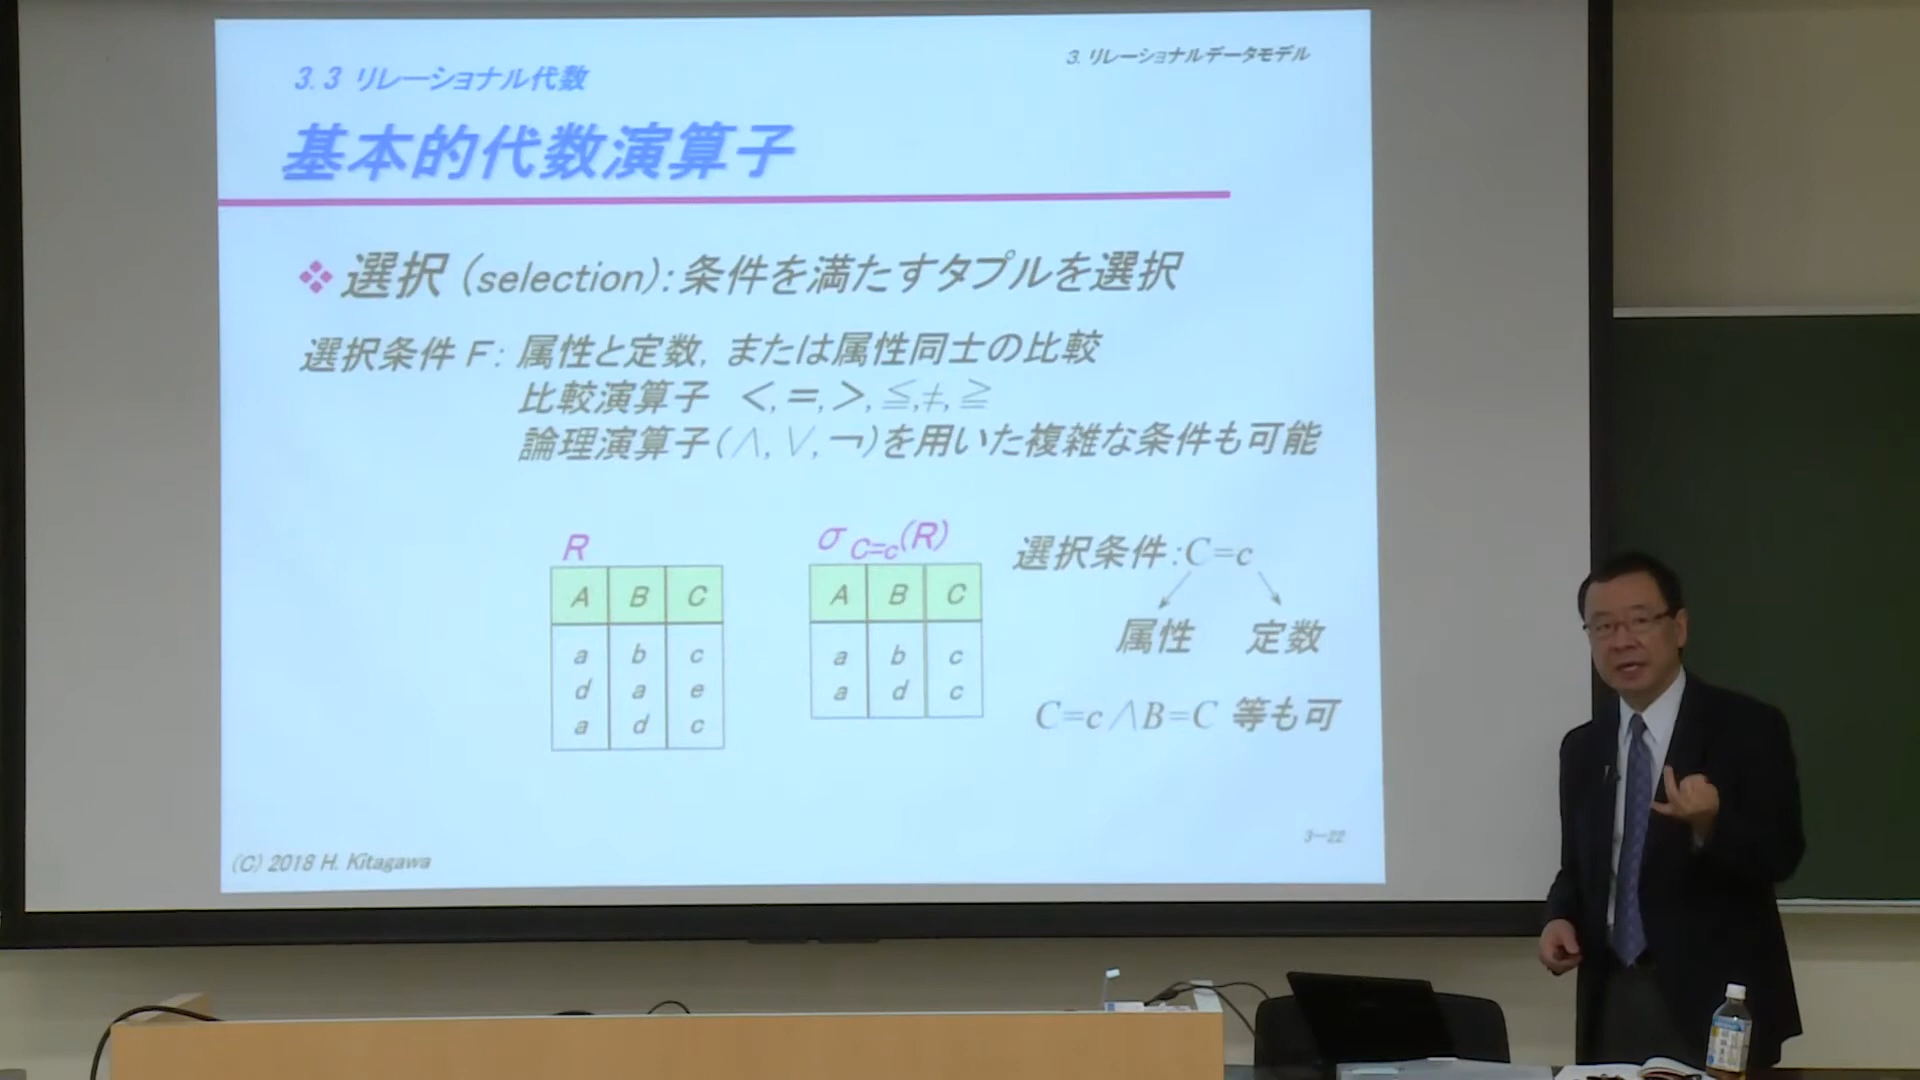 3. リレーショナルデータモデル
3.3 リレーショナル代数
基本的代数演算子
❖ 選択 (selection): 条件を満たすタプルを選択
選択条件 F: 属性と定数, または属性同士の比較
比較演算子 <, =, >, ≦, ≠, ≧
論理演算子(∧, ∨, ¬)を用いた複雑な条件も可能
R
A B C
a b c
d a e
a d c
σ C=c(R)
A B C
a b c
a d c
選択条件:C=c
属性 定数
C=c∧B=C 等も可
3-22
(C) 2018 H. Kitagawa